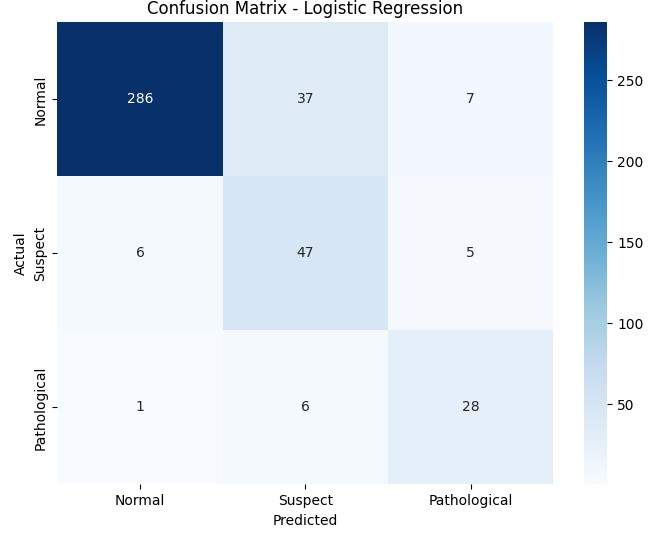 Confusion Matrix - Logistic Regression
Actual
Normal
286 37 7
Suspect
6 47 5
Pathological
1 6 28
Normal Suspect Pathological
Predicted
250
200
150
100
50